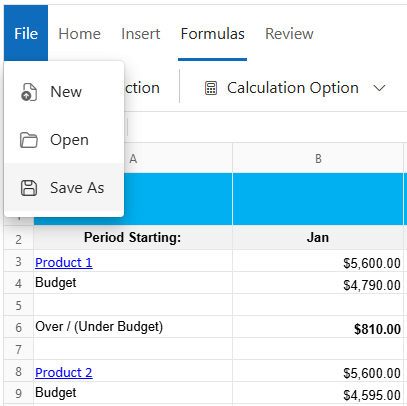 File Home Insert Formulas Review
New ction Calculation Option
Open
Save As
A B
1
2 Period Starting: Jan
3 Product 1 $5,600.00
4 Budget $4,790.00
5
6 Over / (Under Budget) $810.00
7
8 Product 2 $5,600.00
9 Budget $4,595.00